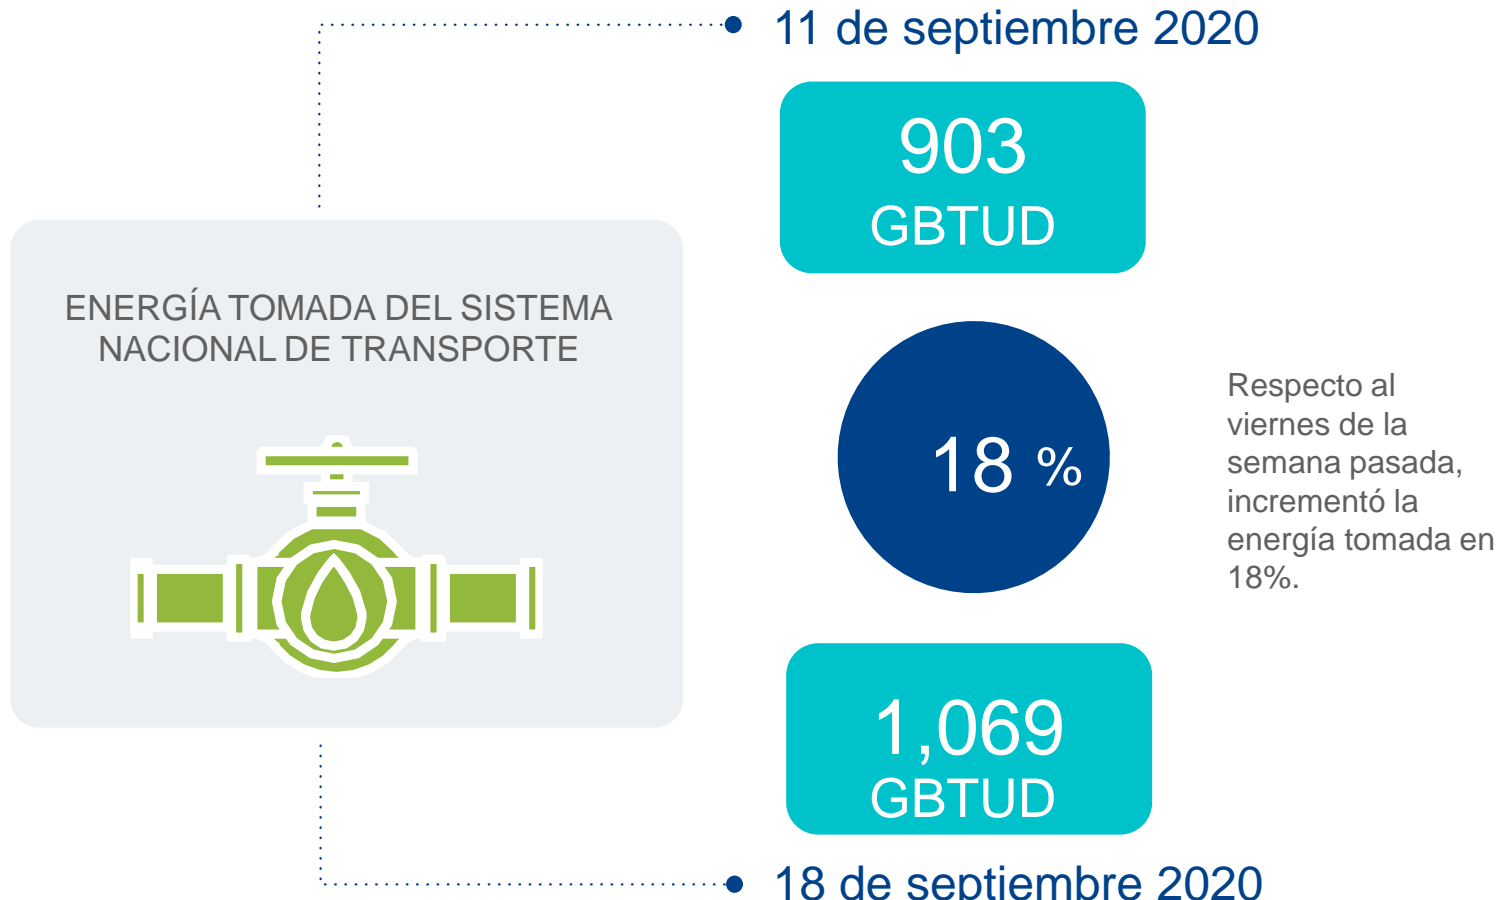 11 de septiembre 2020
903
GBTUD
ENERGÍA TOMADA DEL SISTEMA
NACIONAL DE TRANSPORTE
18 %
Respecto al
viernes de la
semana pasada,
incrementó la
energía tomada en
18%.
1,069
GBTUD
18 de septiembre 2020